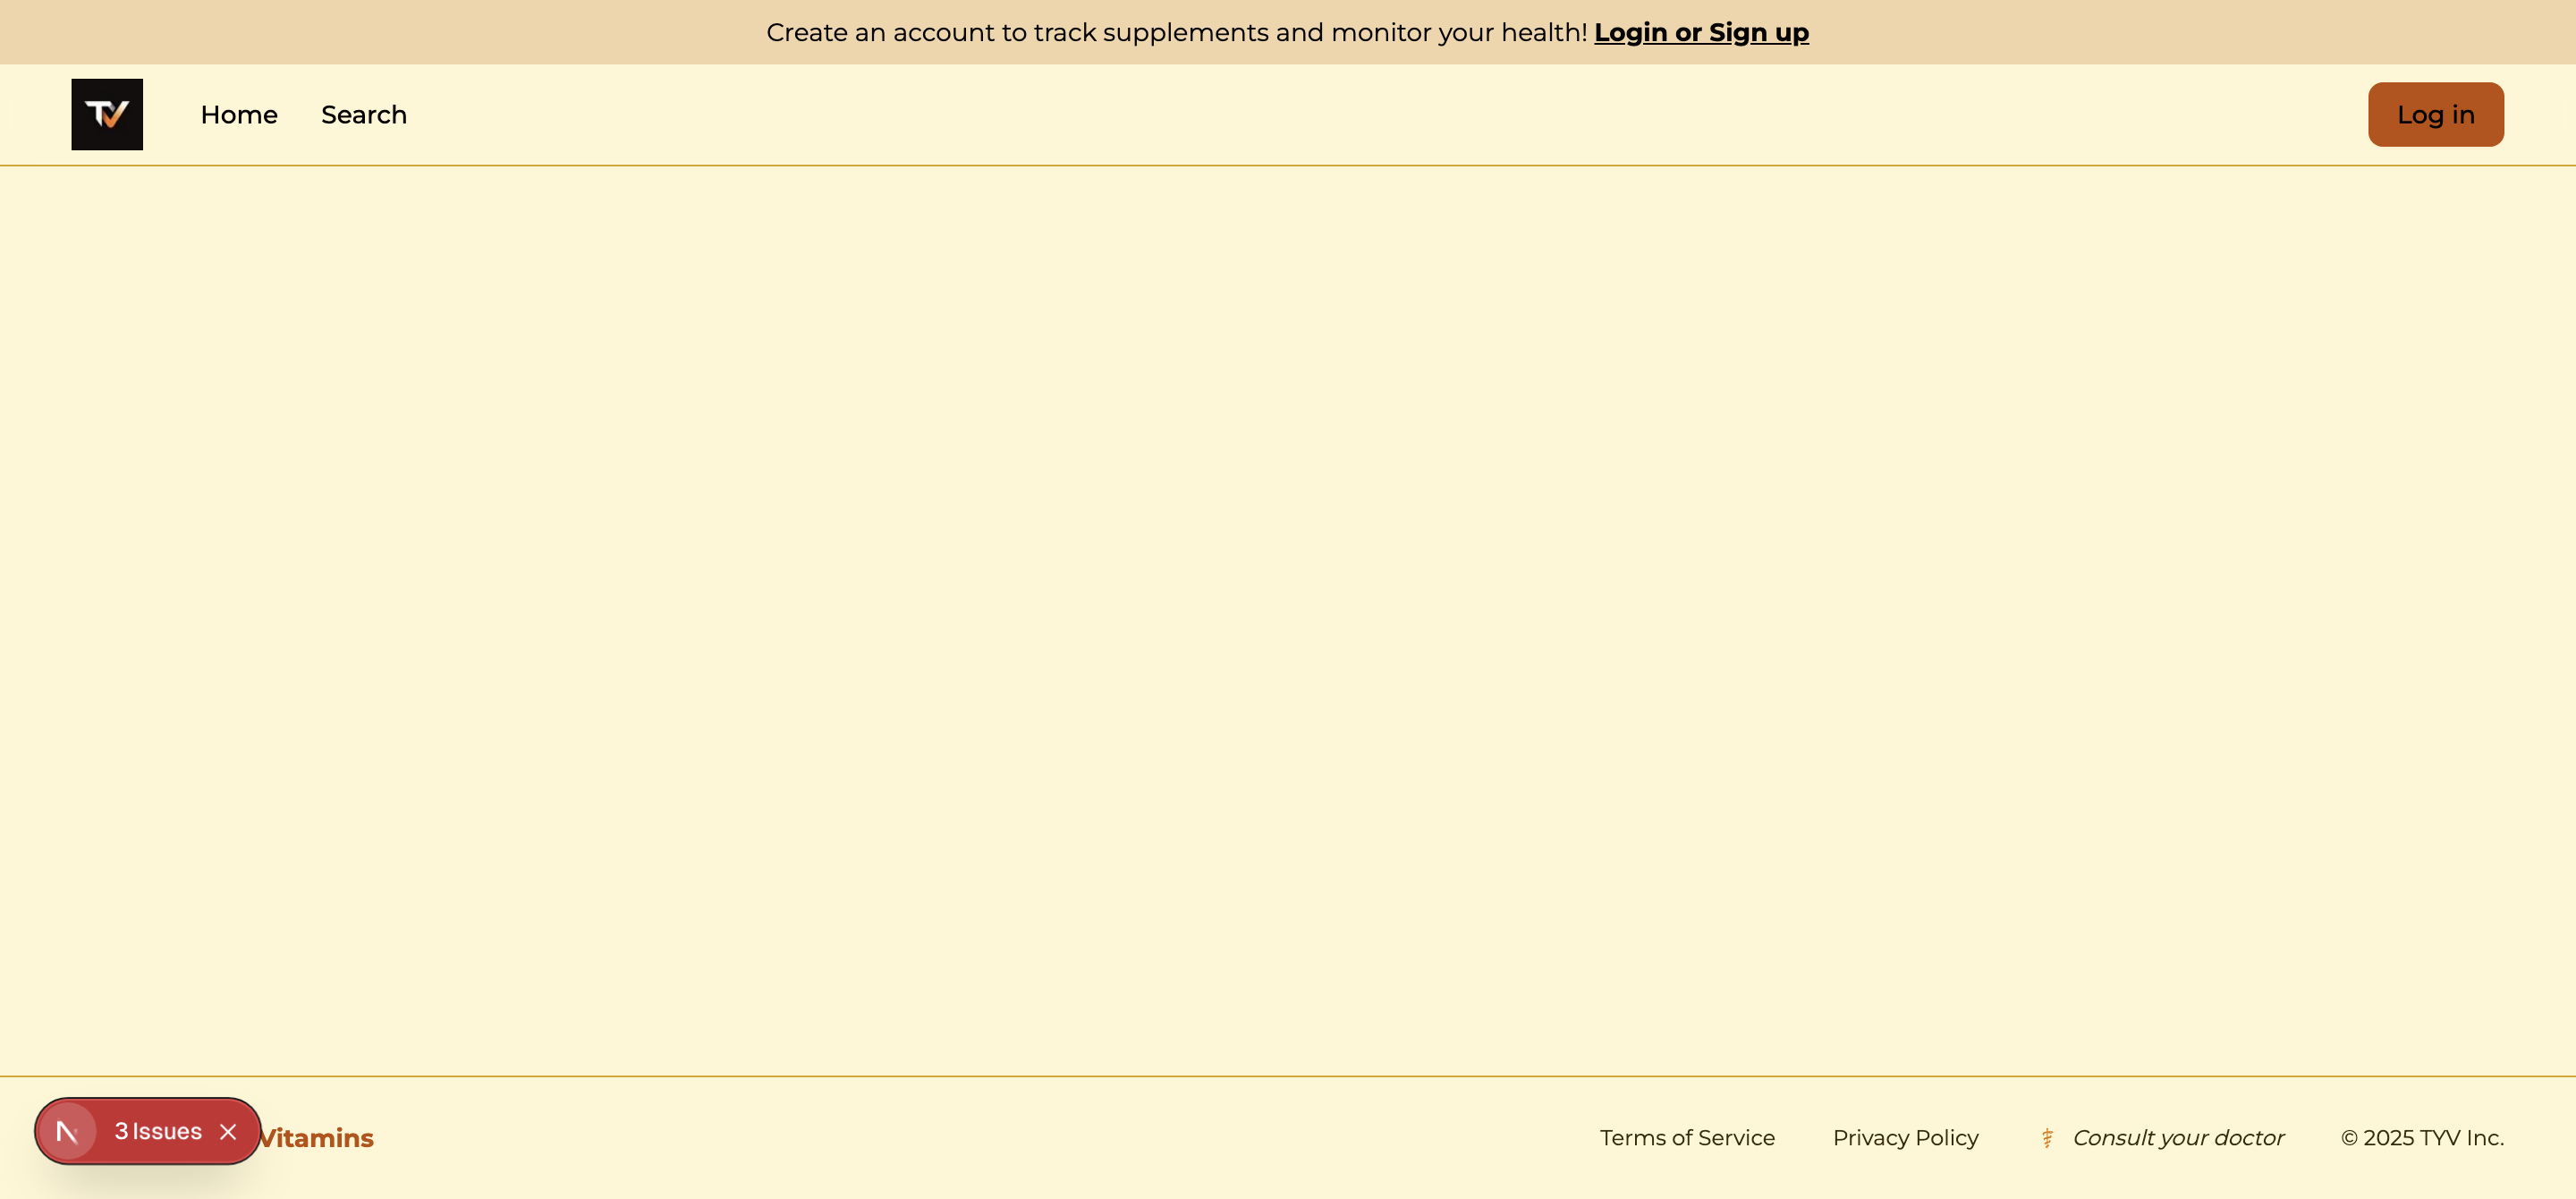 Create an account to track supplements and monitor your health! Login or Sign up
TV
Home
Search
Log in
3 Issues
Vitamins
Terms of Service
Privacy Policy
Consult your doctor
© 2025 TYV Inc.